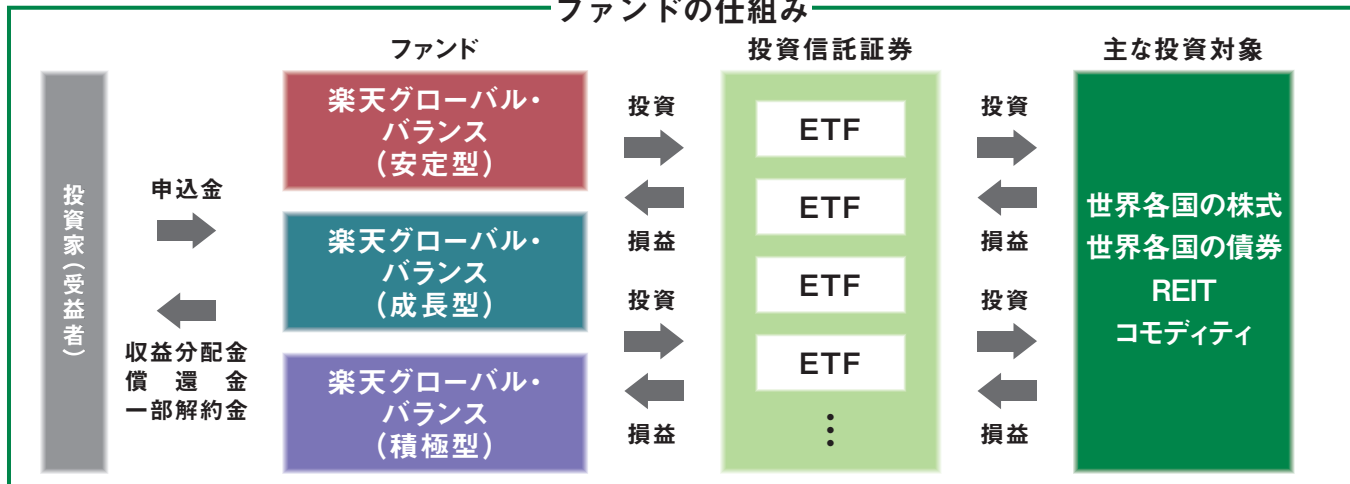 ファンドの仕組み
ファンド
投資信託証券
主な投資対象
投資家(受益者)
申込金
収益分配金
償還金
一部解約金
楽天グローバル・
バランス
(安定型)
楽天グローバル・
バランス
(成長型)
楽天グローバル・
バランス
(積極型)
投資
損益
投資
損益
ETF
ETF
ETF
ETF
⋮
投資
損益
投資
損益
世界各国の株式
世界各国の債券
REIT
コモディティ